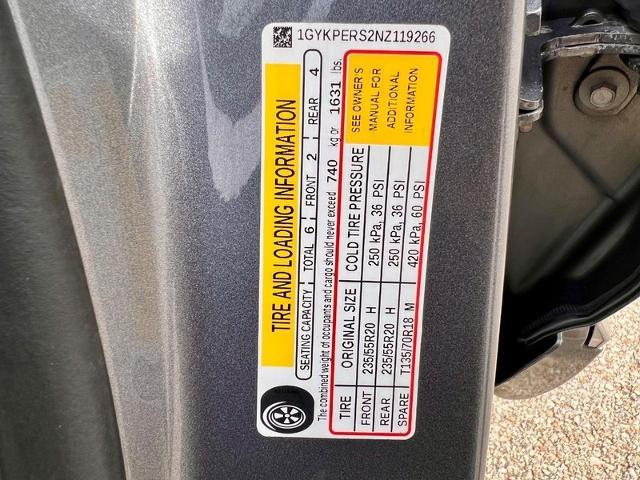 1GYKPERS2NZ119266
TIRE AND LOADING INFORMATION
SEATING CAPACITY TOTAL 6 FRONT 2 REAR 4
The combined weight of occupants and cargo should never exceed 740 kg or 1631 lbs.
TIRE ORIGINAL SIZE COLD TIRE PRESSURE
FRONT 235/55R20 H 250 kPa, 36 PSI
REAR 235/55R20 H 250 kPa, 36 PSI
SPARE T135/70R18 M 420 kPa, 60 PSI
SEE OWNER'S
MANUAL FOR
ADDITIONAL
INFORMATION